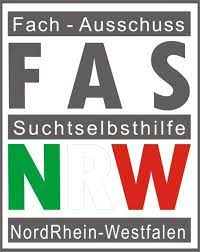 Fach - Ausschuss
FAS
Suchtselbsthilfe
NRW
NordRhein-Westfalen